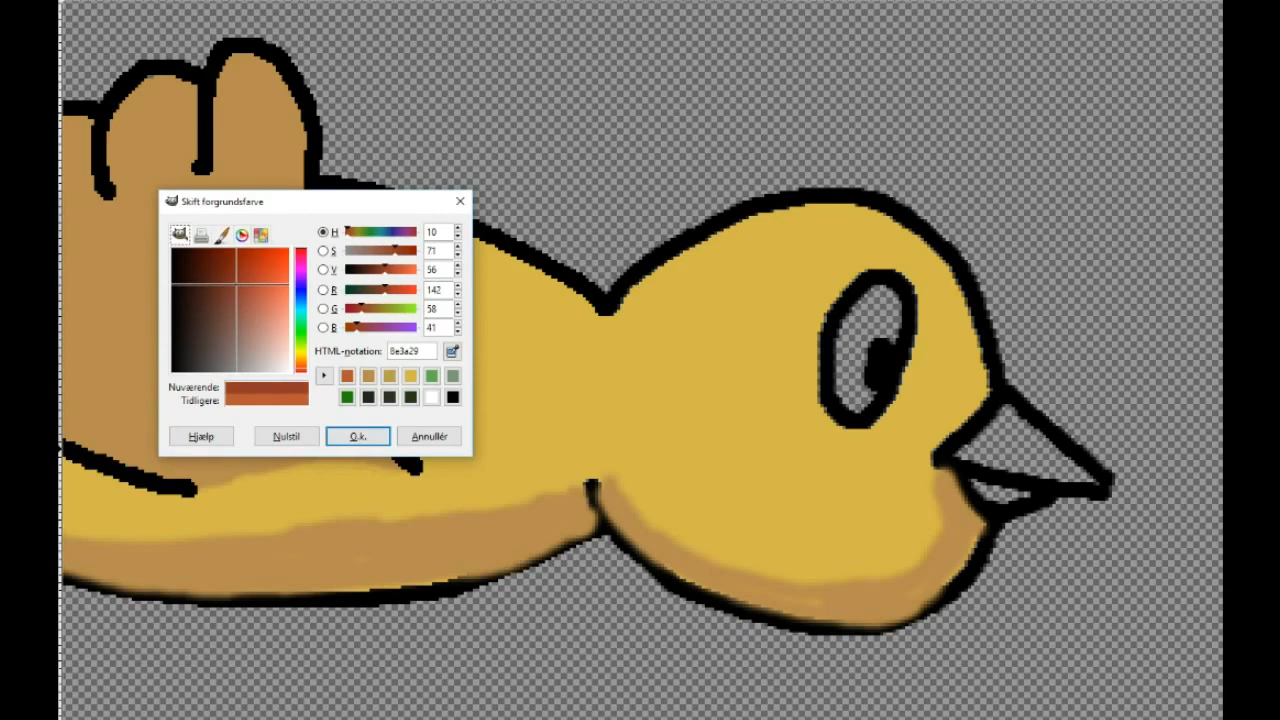 Skift forgrundsfarve
H 10
S 71
V 56
R 142
G 58
B 41
HTML-notation: 8e3a29
Nuværende:
Tidligere:
Hjælp Nulstil O.k. Annullér